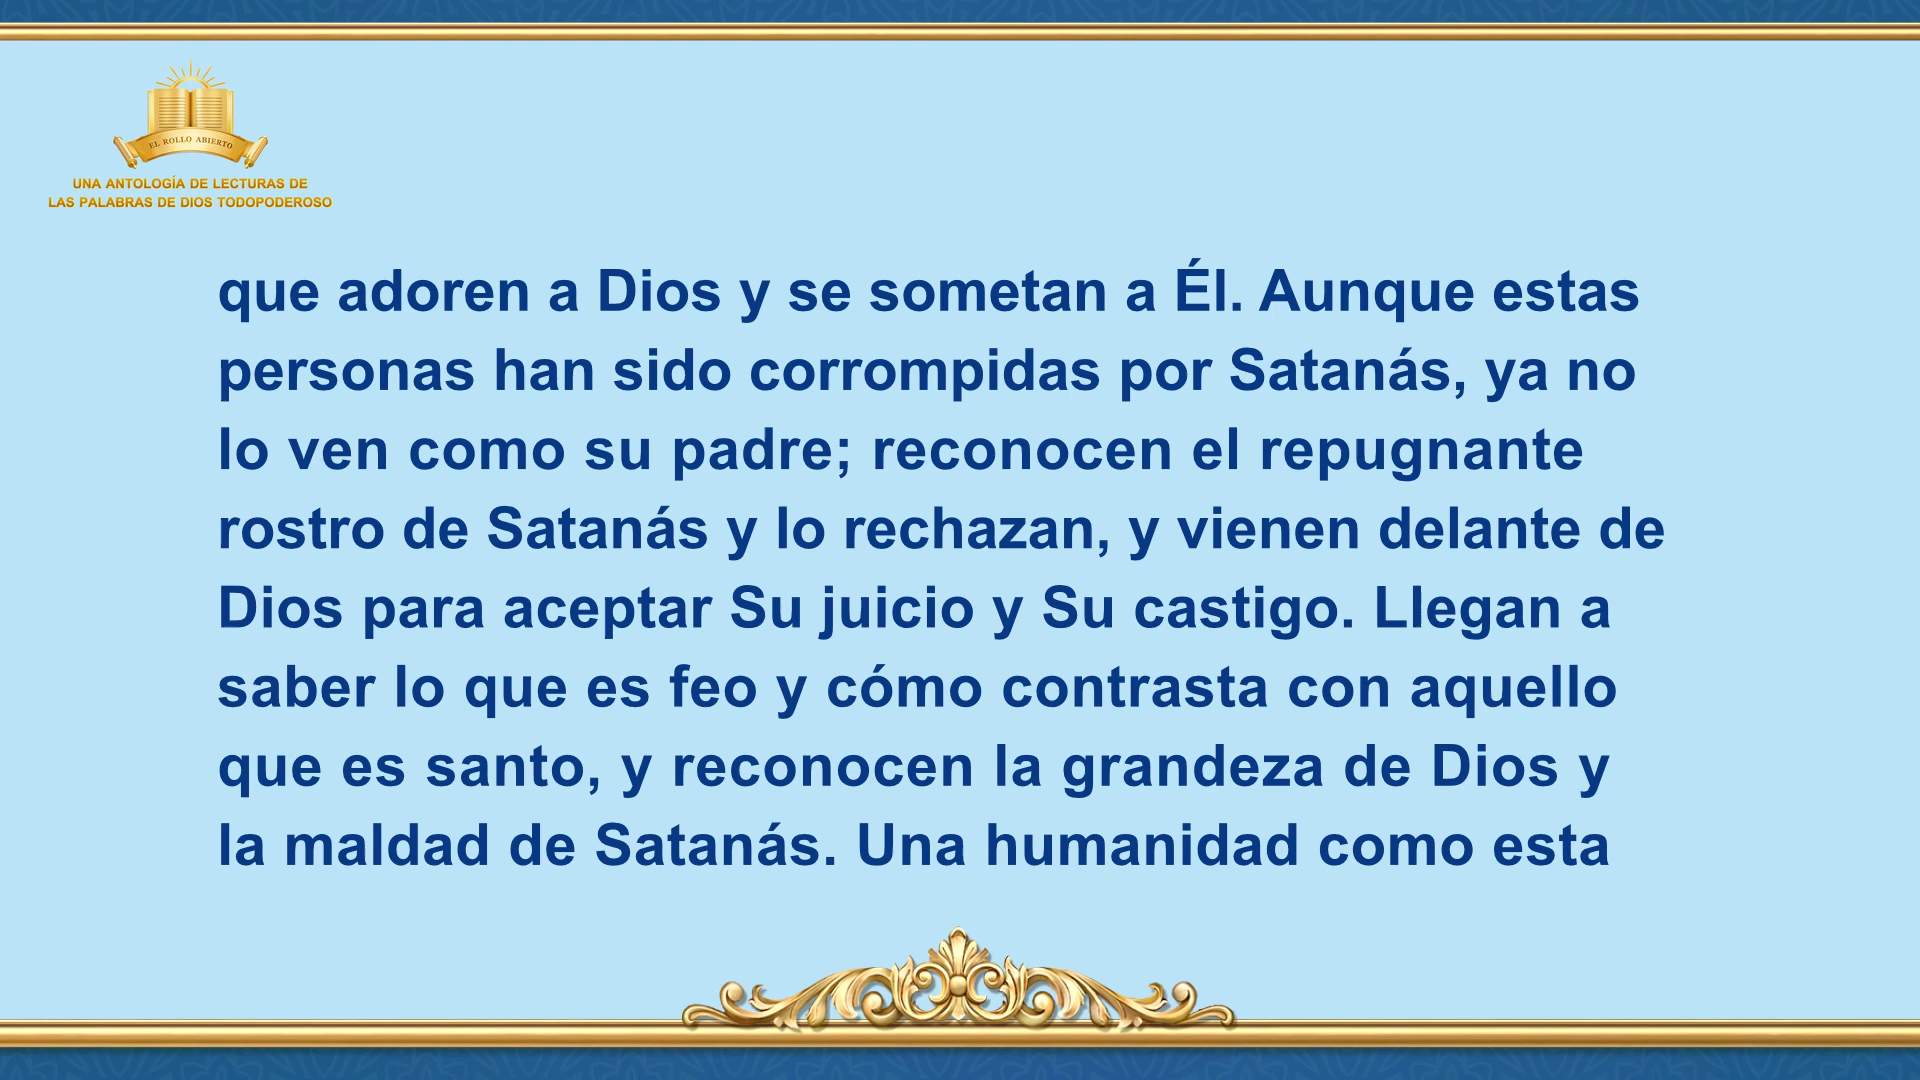 EL ROLLO ABIERTO
UNA ANTOLOGÍA DE LECTURAS DE
LAS PALABRAS DE DIOS TODOPODEROSO
que adoren a Dios y se sometan a Él. Aunque estas
personas han sido corrompidas por Satanás, ya no
lo ven como su padre; reconocen el repugnante
rostro de Satanás y lo rechazan, y vienen delante de
Dios para aceptar Su juicio y Su castigo. Llegan a
saber lo que es feo y cómo contrasta con aquello
que es santo, y reconocen la grandeza de Dios y
la maldad de Satanás. Una humanidad como esta